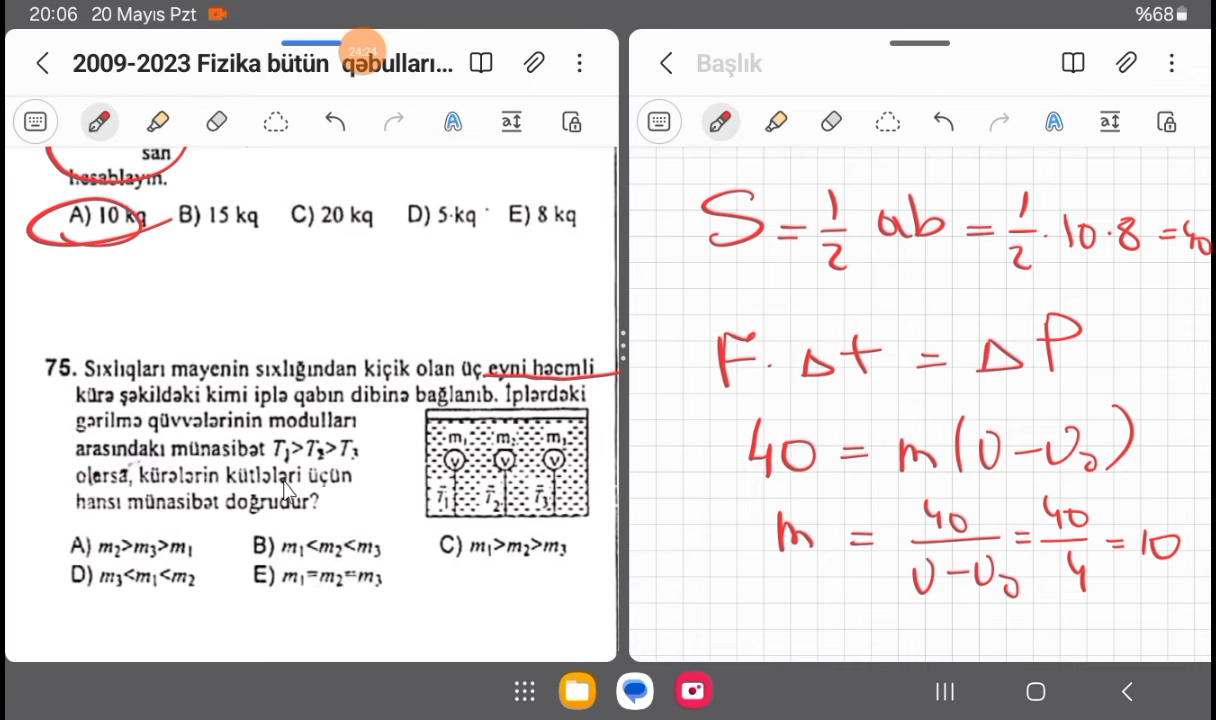 20:06 20 Mayıs Pzt %68
24:24
2009-2023 Fizika bütün qəbulları...
san
hesablayın.
A) 10 kq B) 15 kq C) 20 kq D) 5·kq E) 8 kq
75. Sıxlıqları mayenin sıxlığından kiçik olan üç eyni həcmli
kürə şəkildəki kimi iplə qabın dibinə bağlanıb. İplərdəki
gərilmə qüvvələrinin modulları
arasındakı münasibət T₁>T₂>T₃
olarsa, kürələrin kütlələri üçün
hansı münasibət doğrudur?
m₁ m₂ m₃
V V V
T₁ T₂ T₃
A) m₂>m₃>m₁ B) m₁<m₂<m₃ C) m₁>m₂>m₃
D) m₃<m₁<m₂ E) m₁=m₂=m₃
Başlık
S = 1/2 ab = 1/2 · 10 · 8 = 40
F · Δt = ΔP
40 = m(υ-υ₀)
m = 40/(υ-υ₀) = 40/4 = 10